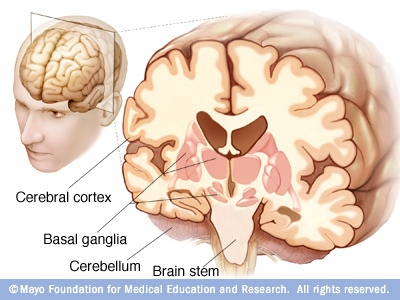 Cerebral cortex
Basal ganglia
Cerebellum
Brain stem
©Mayo Foundation for Medical Education and Research. All rights reserved.